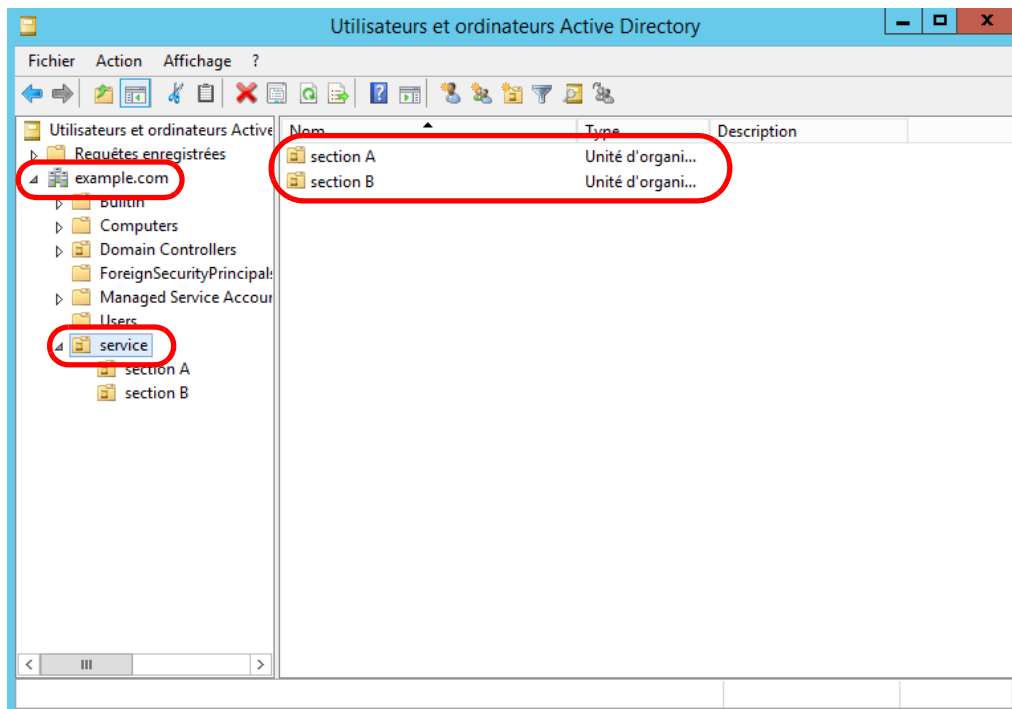 Utilisateurs et ordinateurs Active Directory
Fichier Action Affichage ?
Utilisateurs et ordinateurs Active
Requêtes enregistrées
example.com
Builtin
Computers
Domain Controllers
ForeignSecurityPrincipals
Managed Service Accour
Users
service
section A
section B
Nom Type Description
section A Unité d'organi...
section B Unité d'organi...